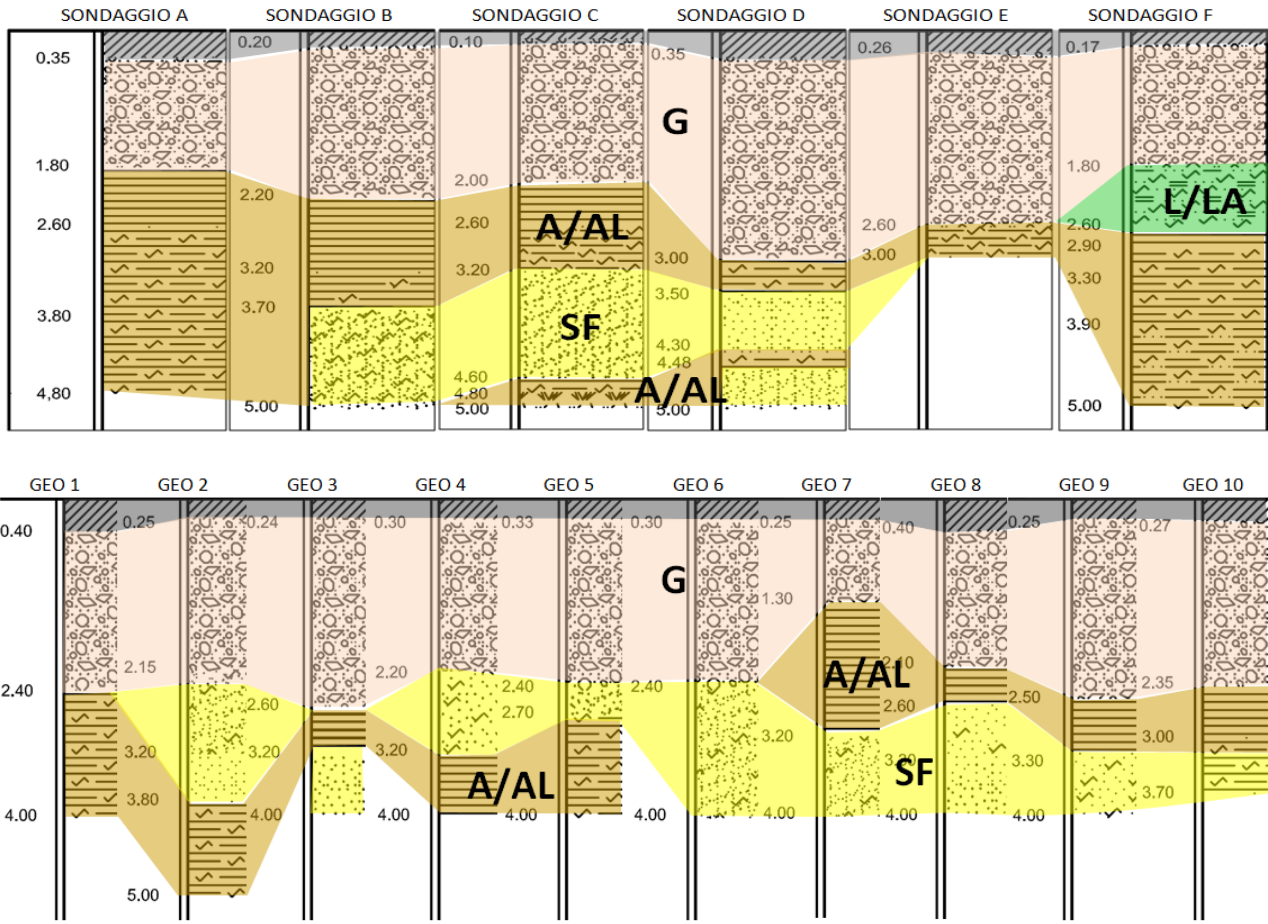 SONDAGGIO A SONDAGGIO B SONDAGGIO C SONDAGGIO D SONDAGGIO E SONDAGGIO F
0.35 0.20 0.10 0.35 0.26 0.17
G
1.80 2.20 2.00 1.80
2.60 2.60 A/AL 2.60 2.60 L/LA
3.20 3.20 3.00 3.00 2.90
3.70 SF 3.50 3.30
3.80 4.30 3.90
4.80 4.60 4.48
4.80 A/AL
5.00 5.00 5.00 5.00
GEO 1 GEO 2 GEO 3 GEO 4 GEO 5 GEO 6 GEO 7 GEO 8 GEO 9 GEO 10
0.40 0.25 0.24 0.30 0.33 0.30 0.25 0.40 0.25 0.27
G
1.30
2.15 2.20 2.10
2.40 2.60 2.40 2.40 A/AL 2.50 2.35
2.70 2.60
3.20 3.20 3.20 3.20 3.00
A/AL SF 3.30
3.80 3.70
4.00 4.00 4.00 4.00 4.00 4.00 4.00 4.00
5.00